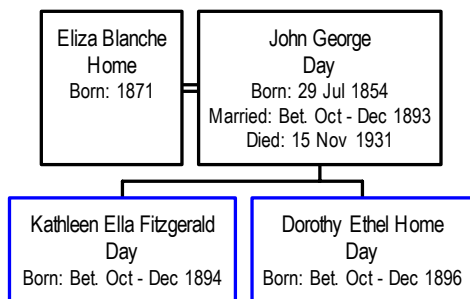 Eliza Blanche
Home
Born: 1871
John George
Day
Born: 29 Jul 1854
Married: Bet. Oct - Dec 1893
Died: 15 Nov 1931
Kathleen Ella Fitzgerald
Day
Born: Bet. Oct - Dec 1894
Dorothy Ethel Home
Day
Born: Bet. Oct - Dec 1896